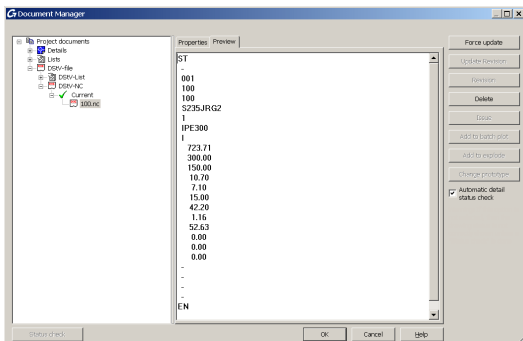 Document Manager
Project documents
Details
Lists
DStV-file
DStV-List
DStV-NC
Current
100.nc
Properties
Preview
ST
-
001
100
100
S235JRG2
1
IPE300
I
723.71
300.00
150.00
10.70
7.10
15.00
42.20
1.16
52.63
0.00
0.00
0.00
-
-
-
-
EN
Force update
Update Revision
Revision
Delete
Issue
Add to batch-plot
Add to explode
Change prototype
Automatic detail
status check
Status check
OK
Cancel
Help